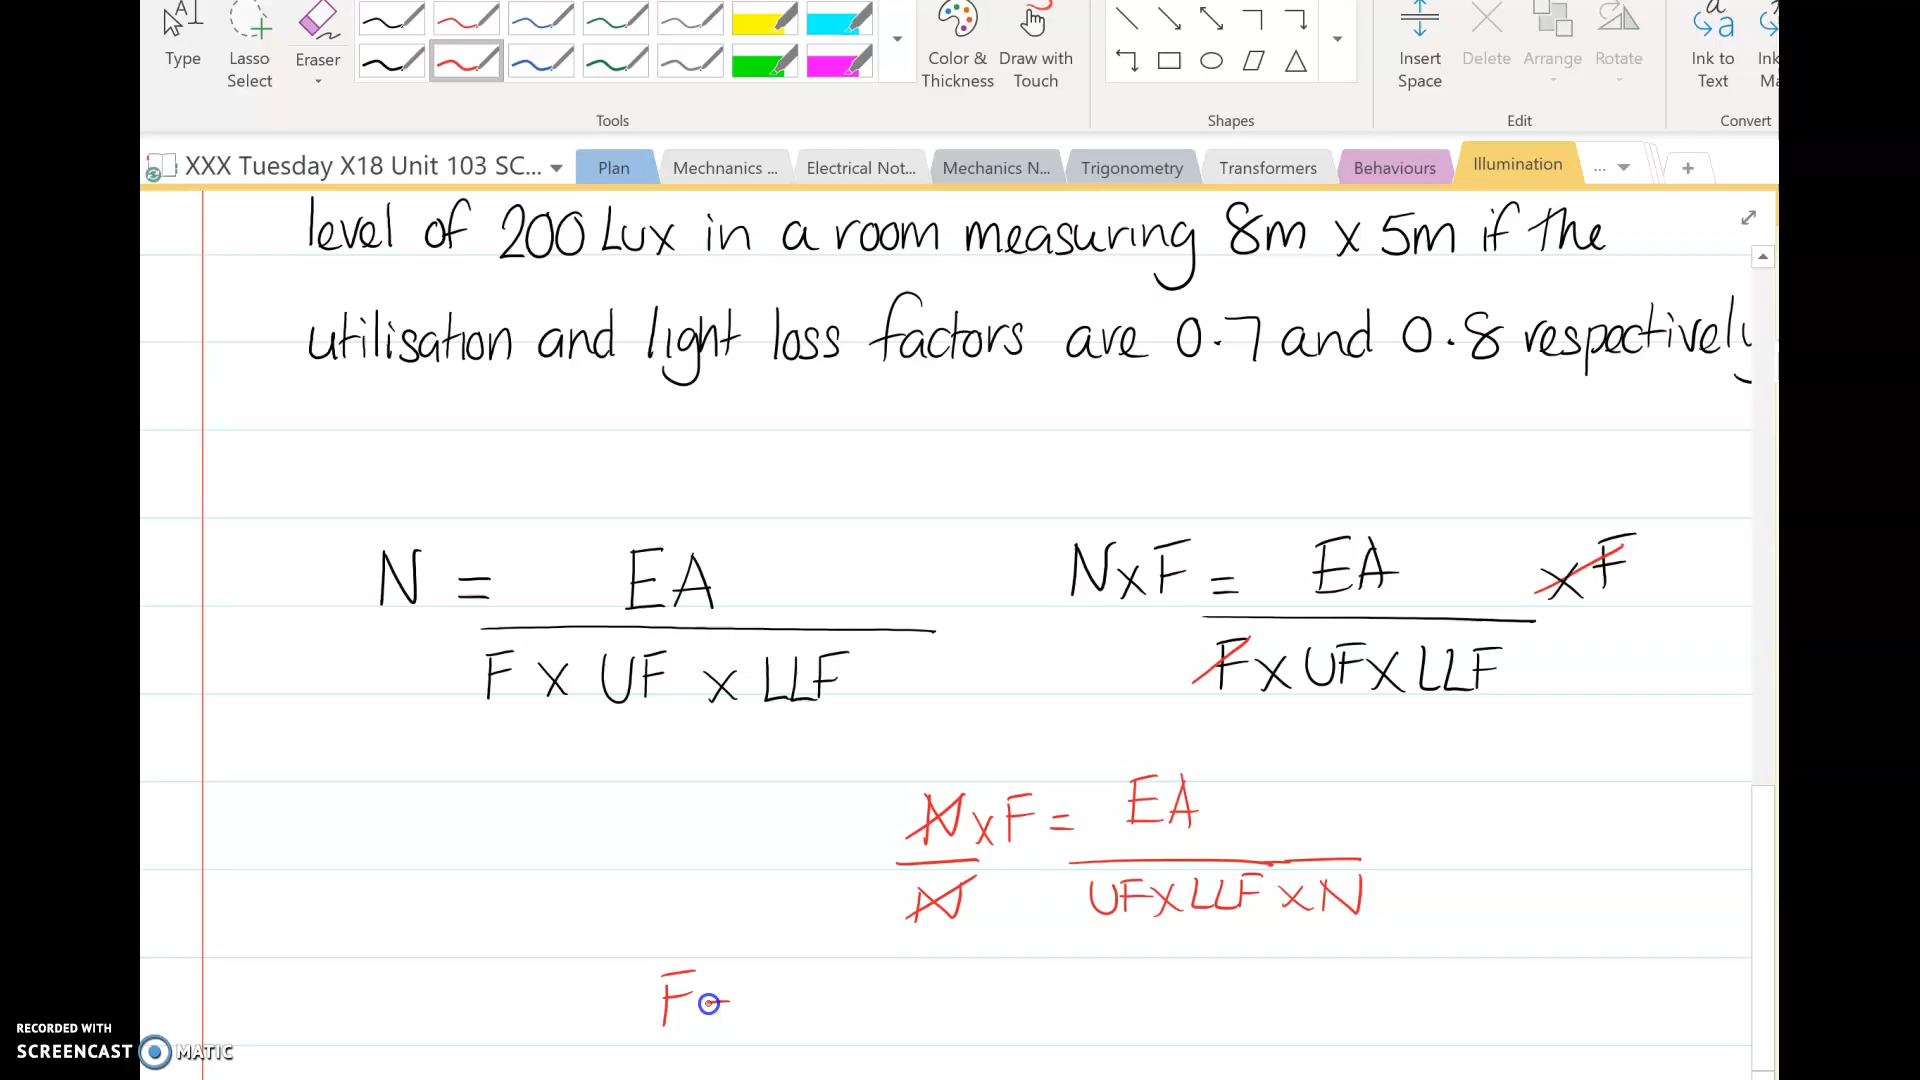 Type
Lasso Select
Eraser
Color & Thickness
Draw with Touch
Insert Space
Delete
Arrange
Rotate
Ink to Text
Tools
Shapes
Edit
Convert
XXX Tuesday X18 Unit 103 SC...
Plan
Mechnanics ...
Electrical Not...
Mechanics N...
Trigonometry
Transformers
Behaviours
Illumination
...
level of 200 Lux in a room measuring 8m x 5m if the
utilisation and light loss factors are 0.7 and 0.8 respectively
N = EA
F x UF x LLF
N x F = EA x F
F x UF x LLF
N x F = EA
N UF x LLF x N
F
RECORDED WITH
SCREENCAST MATIC